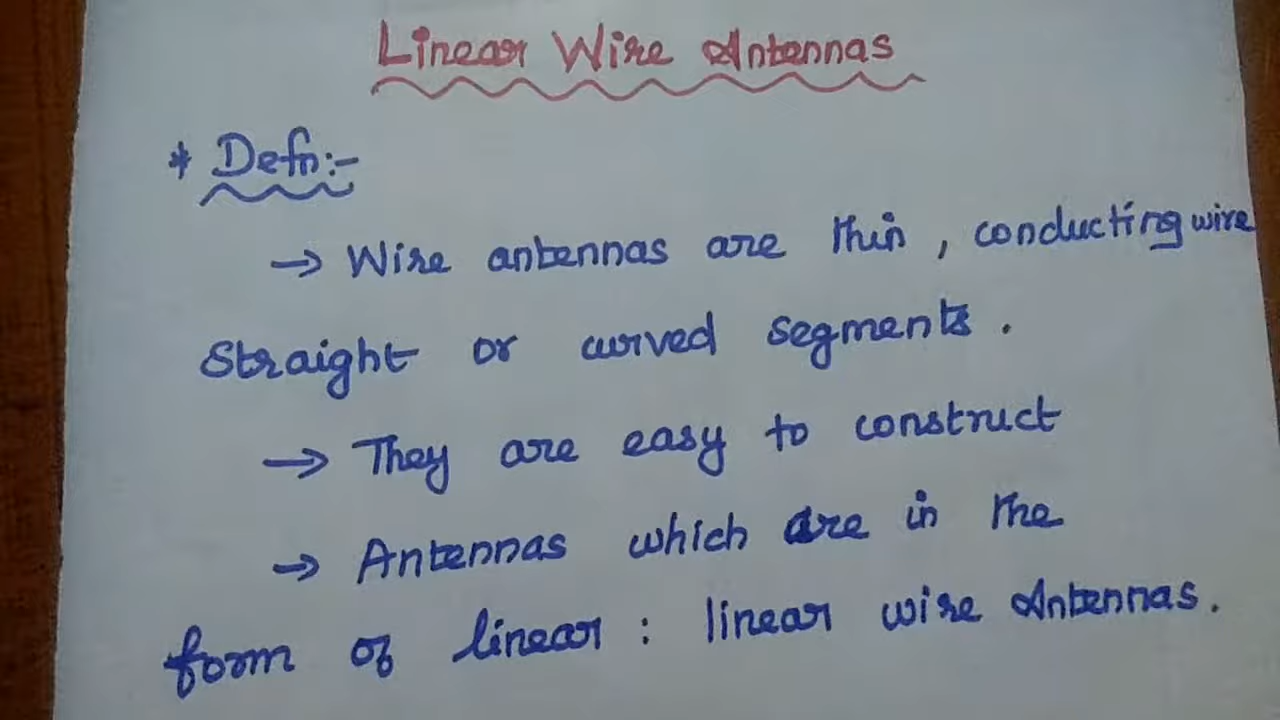 Linear Wire Antennas
* Defn:-
→ Wire antennas are thin, conducting wire
straight or curved segments.
→ They are easy to construct
→ Antennas which are in the
form of linear : linear wire Antennas.